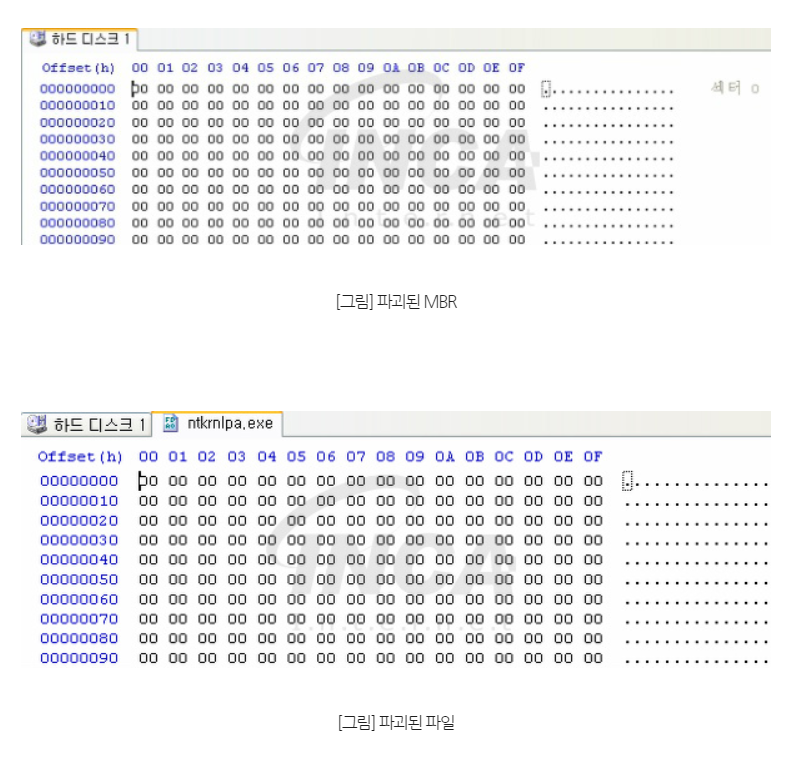 하드 디스크 1
Offset(h) 00 01 02 03 04 05 06 07 08 09 0A 0B 0C 0D 0E 0F
000000000 00 00 00 00 00 00 00 00 00 00 00 00 00 00 00 00 ................ 섹터 0
000000010 00 00 00 00 00 00 00 00 00 00 00 00 00 00 00 00 ................
000000020 00 00 00 00 00 00 00 00 00 00 00 00 00 00 00 00 ................
000000030 00 00 00 00 00 00 00 00 00 00 00 00 00 00 00 00 ................
000000040 00 00 00 00 00 00 00 00 00 00 00 00 00 00 00 00 ................
000000050 00 00 00 00 00 00 00 00 00 00 00 00 00 00 00 00 ................
000000060 00 00 00 00 00 00 00 00 00 00 00 00 00 00 00 00 ................
000000070 00 00 00 00 00 00 00 00 00 00 00 00 00 00 00 00 ................
000000080 00 00 00 00 00 00 00 00 00 00 00 00 00 00 00 00 ................
000000090 00 00 00 00 00 00 00 00 00 00 00 00 00 00 00 00 ................
INCA
Internet
[그림] 파괴된 MBR
하드 디스크 1 ntkrnlpa.exe
Offset(h) 00 01 02 03 04 05 06 07 08 09 0A 0B 0C 0D 0E 0F
00000000 00 00 00 00 00 00 00 00 00 00 00 00 00 00 00 00 ...............
00000010 00 00 00 00 00 00 00 00 00 00 00 00 00 00 00 00 ...............
00000020 00 00 00 00 00 00 00 00 00 00 00 00 00 00 00 00 ...............
00000030 00 00 00 00 00 00 00 00 00 00 00 00 00 00 00 00 ...............
00000040 00 00 00 00 00 00 00 00 00 00 00 00 00 00 00 00 ...............
00000050 00 00 00 00 00 00 00 00 00 00 00 00 00 00 00 00 ...............
00000060 00 00 00 00 00 00 00 00 00 00 00 00 00 00 00 00 ...............
00000070 00 00 00 00 00 00 00 00 00 00 00 00 00 00 00 00 ...............
00000080 00 00 00 00 00 00 00 00 00 00 00 00 00 00 00 00 ...............
00000090 00 00 00 00 00 00 00 00 00 00 00 00 00 00 00 00 ...............
INCA
Internet
[그림] 파괴된 파일